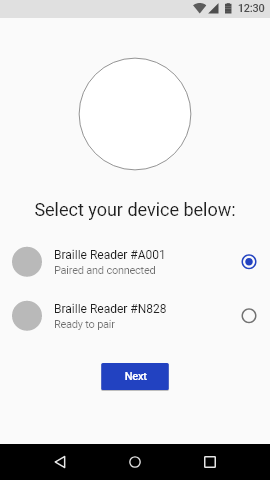 12:30
Select your device below:
Braille Reader #A001
Paired and connected
Braille Reader #N828
Ready to pair
Next